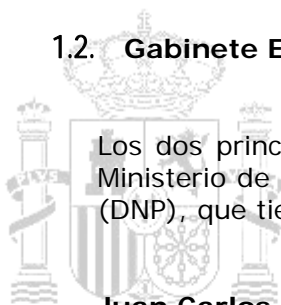 1.2. Gabinete E
Los dos princ
Ministerio de
(DNP), que tie
Juan Carlos